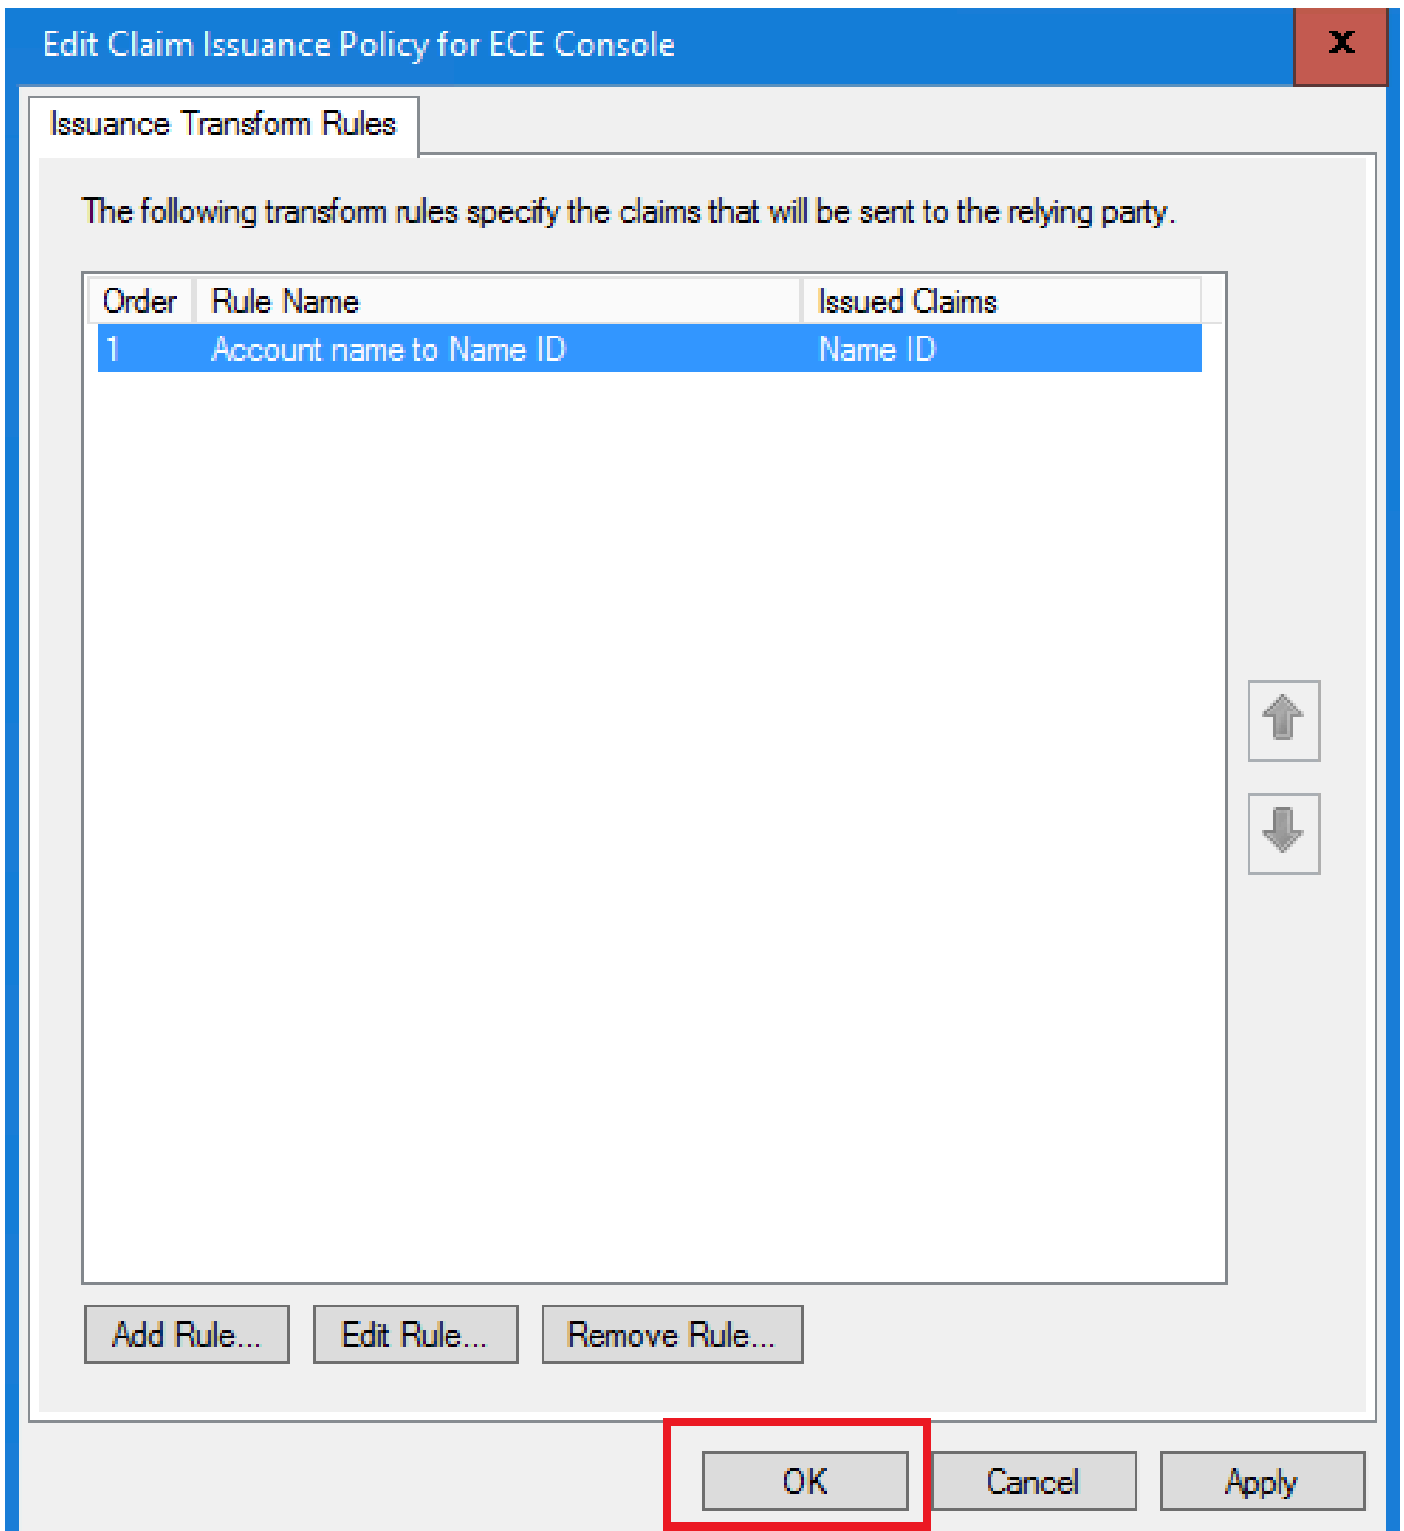 Edit Claim Issuance Policy for ECE Console
x
Issuance Transform Rules
The following transform rules specify the claims that will be sent to the relying party.
Order Rule Name Issued Claims
1 Account name to Name ID Name ID
Add Rule... Edit Rule... Remove Rule...
OK Cancel Apply